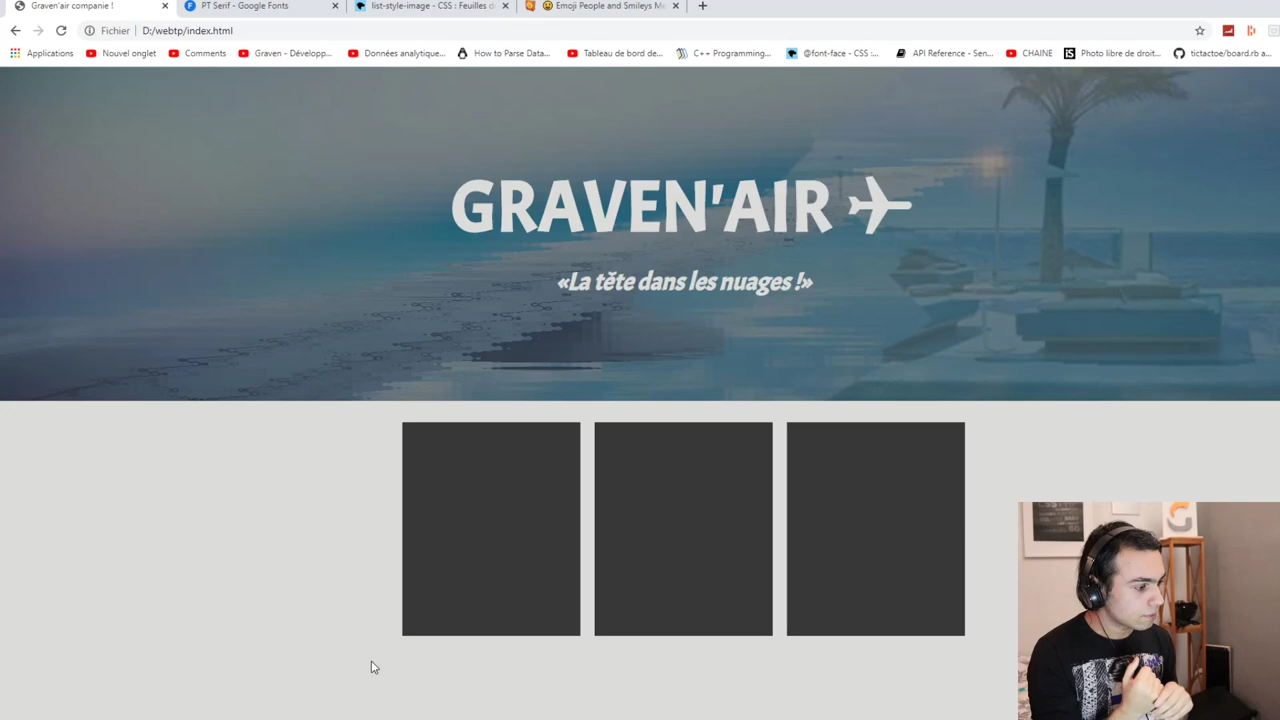 Graven'air companie !
PT Serif - Google Fonts
list-style-image - CSS : Feuilles d
Emoji People and Smileys Me
Fichier D:/webtp/index.html
Applications Nouvel onglet Comments Graven - Développ... Données analytique... How to Parse Data... Tableau de bord de... C++ Programming... @font-face - CSS :... API Reference - Sen... CHAINE Photo libre de droit... tictactoe/board.rb a...
GRAVEN'AIR
«La těte dans les nuages !»